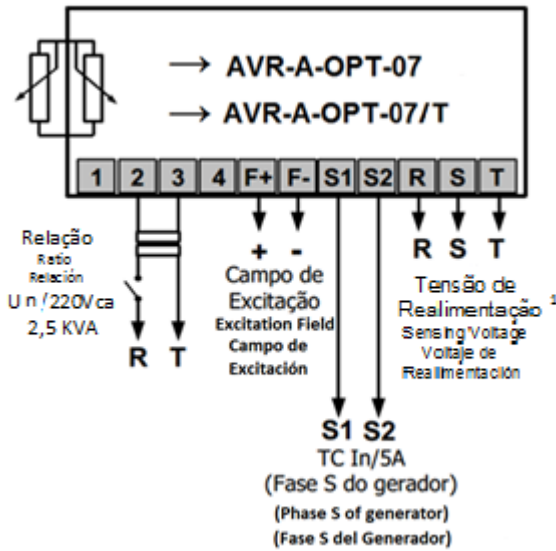 → AVR-A-OPT-07
→ AVR-A-OPT-07/T
1 2 3 4 F+ F- S1 S2 R S T
Relação
Ratio
Relación
Un/220Vca
2,5 KVA
R T
+ -
Campo de
Excitação
Excitation Field
Campo de
Excitación
R S T
Tensão de
Realimentação 1
Sensing Voltage
Voltaje de
Reallmentación
S1 S2
TC In/5A
(Fase S do gerador)
(Phase S of generator)
(Fase S del Generador)